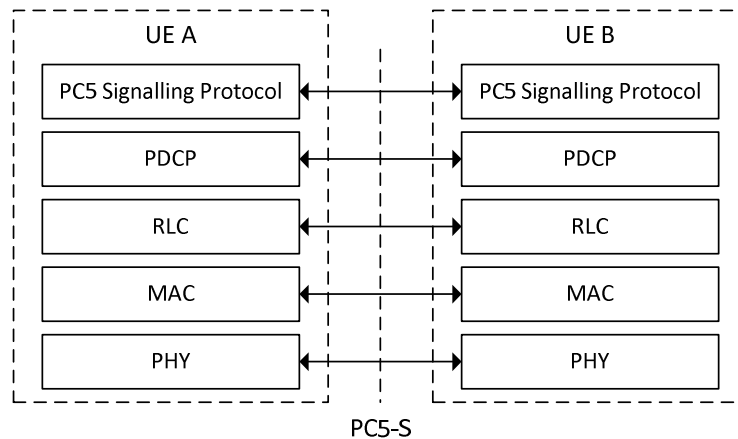 UE A
UE B
PC5 Signalling Protocol
PC5 Signalling Protocol
PDCP
PDCP
RLC
RLC
MAC
MAC
PHY
PHY
PC5-S